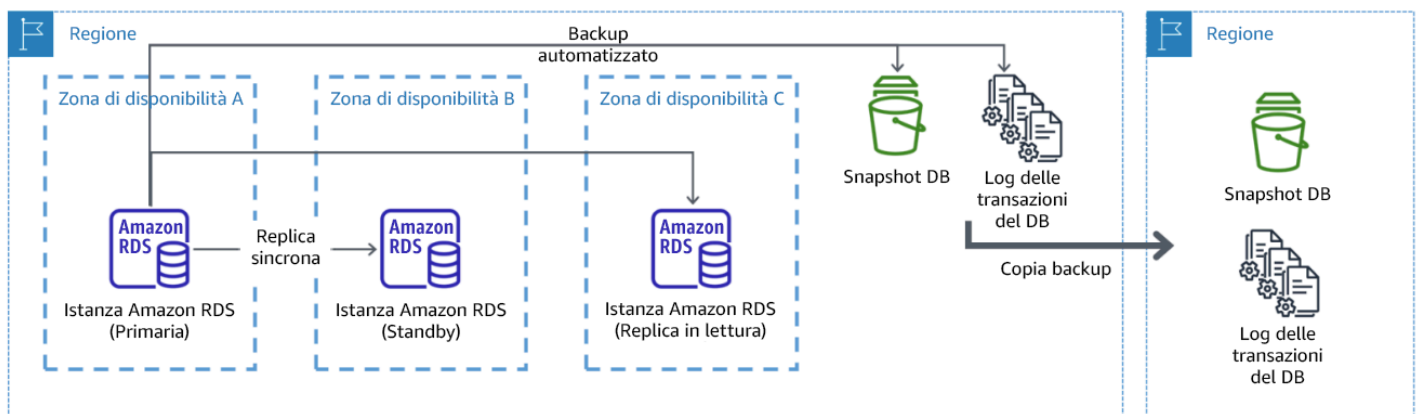 Regione
Backup
automatizzato
Regione
Zona di disponibilità A
Zona di disponibilità B
Zona di disponibilità C
Snapshot DB
Log delle
transazioni
del DB
Snapshot DB
Amazon
RDS
Replica
sincrona
Amazon
RDS
Amazon
RDS
Copia backup
Istanza Amazon RDS
(Primaria)
Istanza Amazon RDS
(Standby)
Istanza Amazon RDS
(Replica in lettura)
Log delle
transazioni
del DB